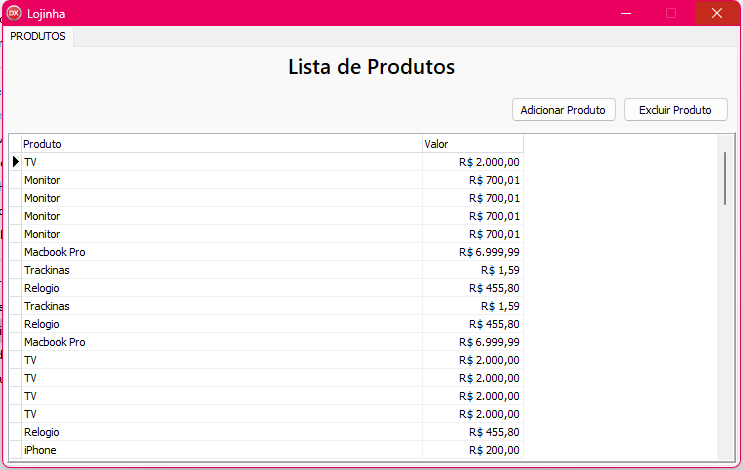 DX Lojinha
PRODUTOS
Lista de Produtos
Adicionar Produto Excluir Produto
Produto Valor
TV R$ 2.000,00
Monitor R$ 700,01
Monitor R$ 700,01
Monitor R$ 700,01
Monitor R$ 700,01
Macbook Pro R$ 6.999,99
Trackinas R$ 1,59
Relogio R$ 455,80
Trackinas R$ 1,59
Relogio R$ 455,80
Macbook Pro R$ 6.999,99
TV R$ 2.000,00
TV R$ 2.000,00
TV R$ 2.000,00
TV R$ 2.000,00
Relogio R$ 455,80
iPhone R$ 200,00